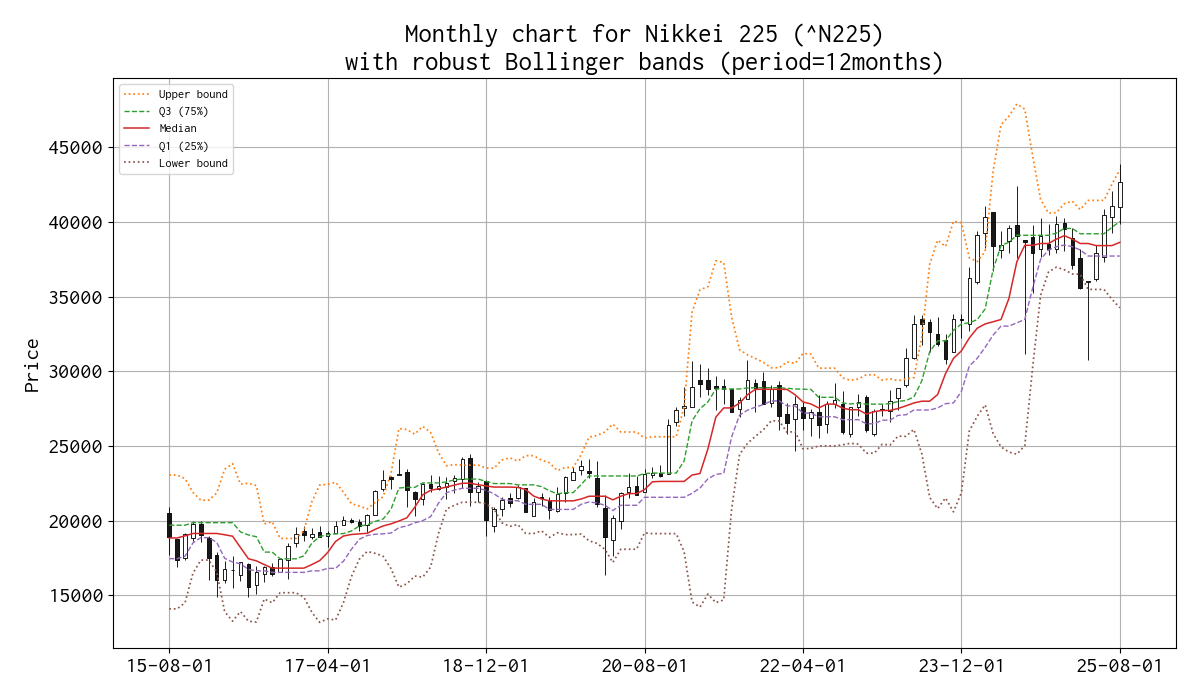 Monthly chart for Nikkei 225 (^N225)
with robust Bollinger bands (period=12months)
Upper bound
Q3 (75%)
Median
Q1 (25%)
Lower bound
Price
45000
40000
35000
30000
25000
20000
15000
15-08-01
17-04-01
18-12-01
20-08-01
22-04-01
23-12-01
25-08-01